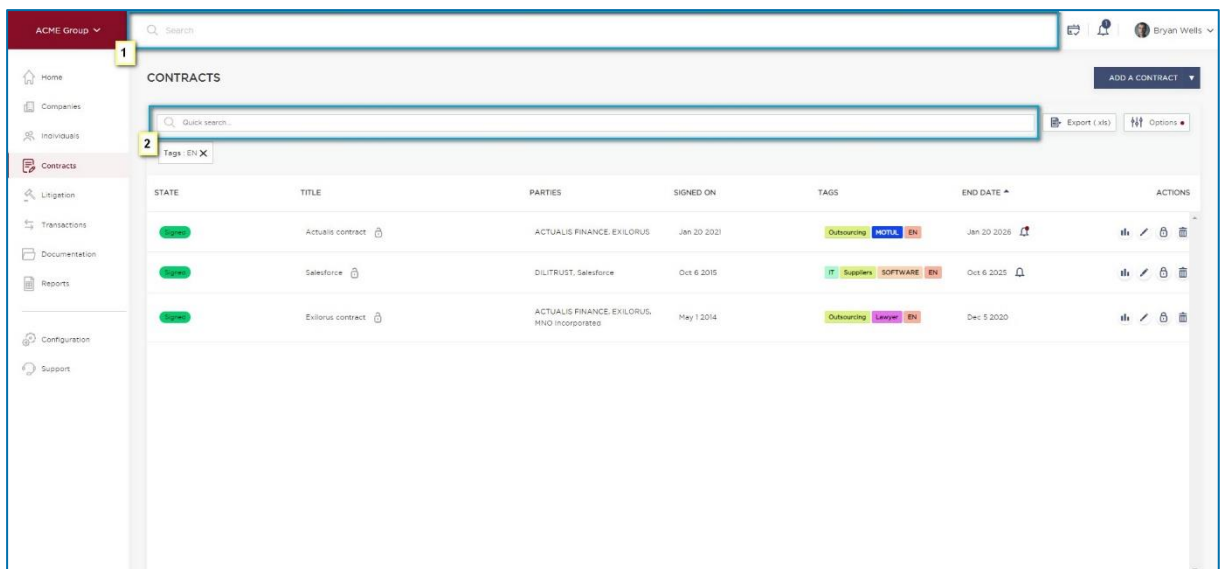 ACME Group
Search
1
Bryan Wells
Home
Companies
Individuals
Contracts
Litigation
Transactions
Documentation
Reports
Configuration
Support
CONTRACTS
ADD A CONTRACT
Quick search...
Export (.xls)
Options
2
Tags : EN
STATE TITLE PARTIES SIGNED ON TAGS END DATE ACTIONS
Signed Actualis contract ACTUALIS FINANCE, EXILORUS Jan 20 2021 Outsourcing MOTUL EN Jan 20 2026
Signed Salesforce DILITRUST, Salesforce Oct 6 2015 IT Suppliers SOFTWARE EN Oct 6 2025
Signed Exilorus contract ACTUALIS FINANCE, EXILORUS, May 1 2014 Outsourcing Lawyer EN Dec 5 2020
MNO Incorporated